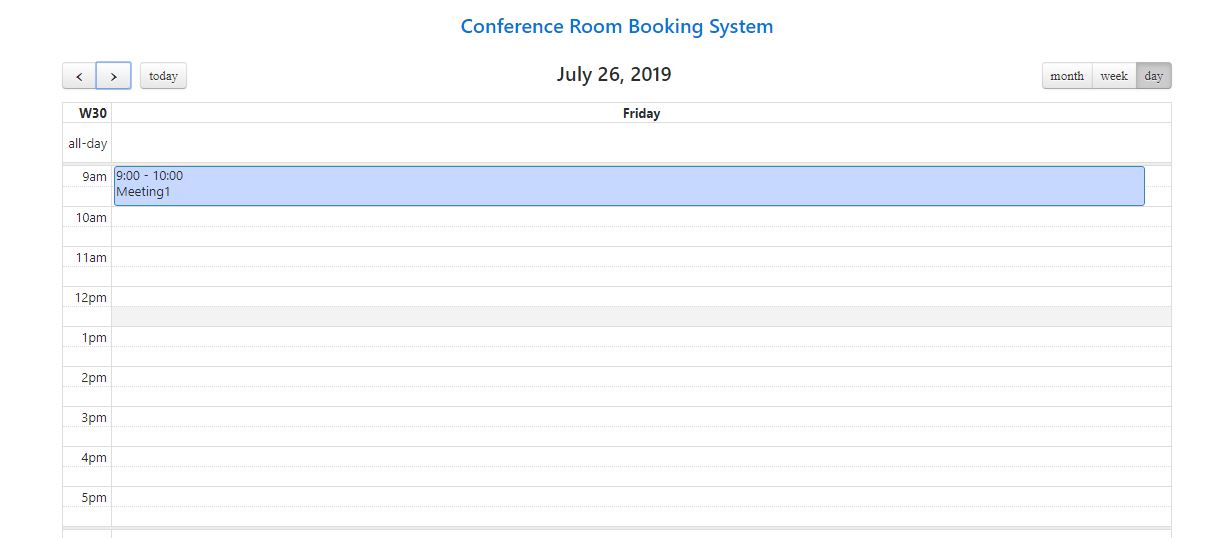 Conference Room Booking System
< > today
July 26, 2019
month week day
W30 Friday
all-day
9am
9:00 - 10:00
Meeting1
10am
11am
12pm
1pm
2pm
3pm
4pm
5pm